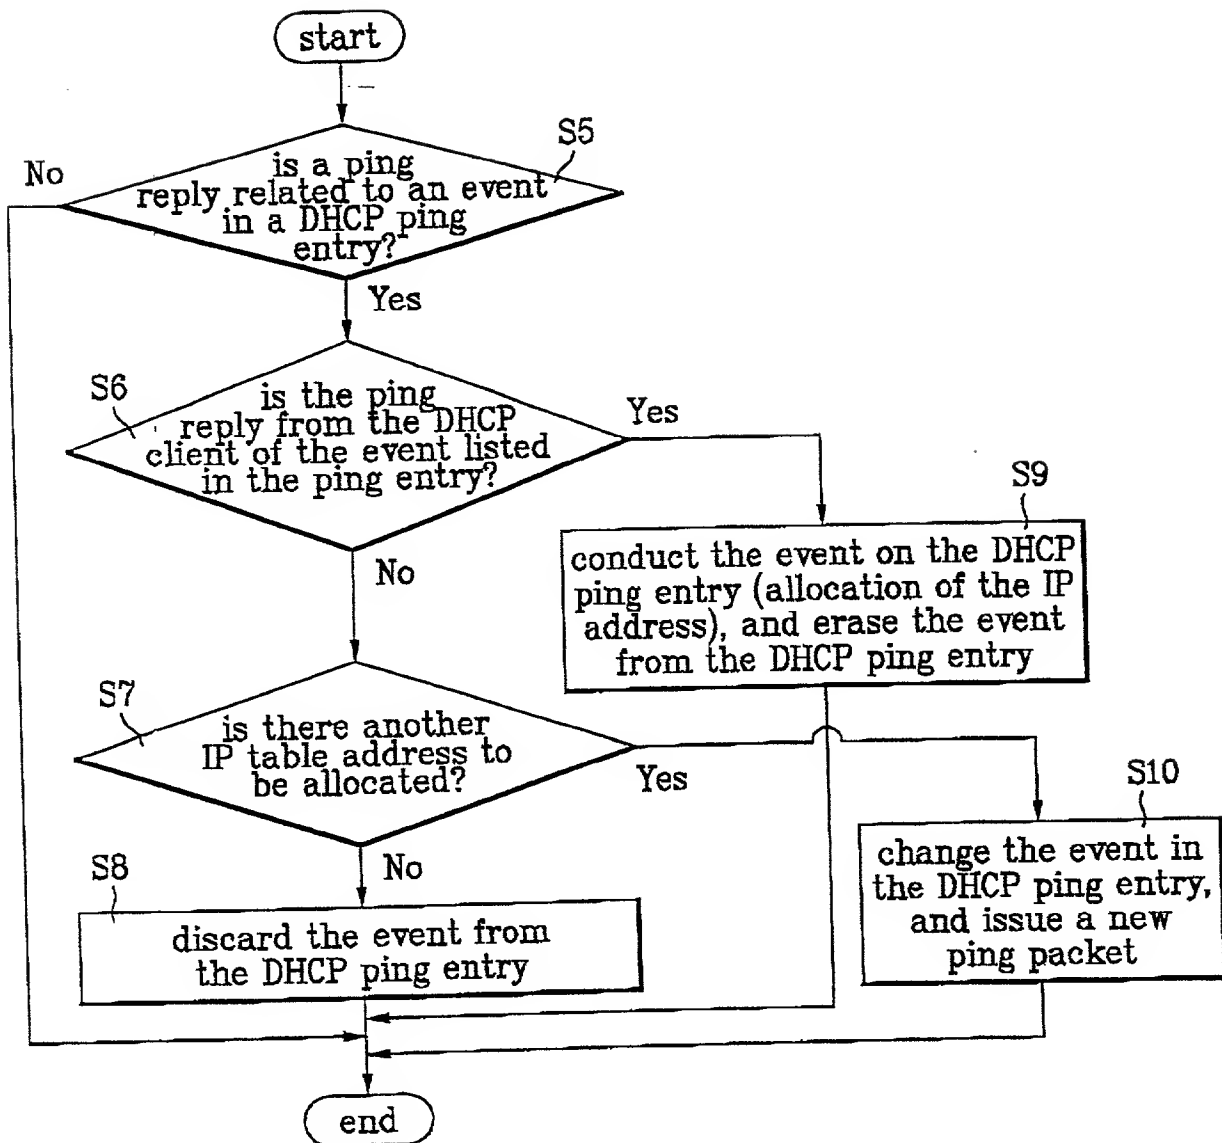 start
S5
No
is a ping
reply related to an event
in a DHCP ping
entry?
Yes
S6
is the ping
reply from the DHCP
client of the event listed
in the ping entry?
Yes
No
S9
conduct the event on the DHCP
ping entry (allocation of the IP
address), and erase the event
from the DHCP ping entry
S7
is there another
IP table address to
be allocated?
Yes
No
S10
change the event in
the DHCP ping entry,
and issue a new
ping packet
S8
discard the event from
the DHCP ping entry
end